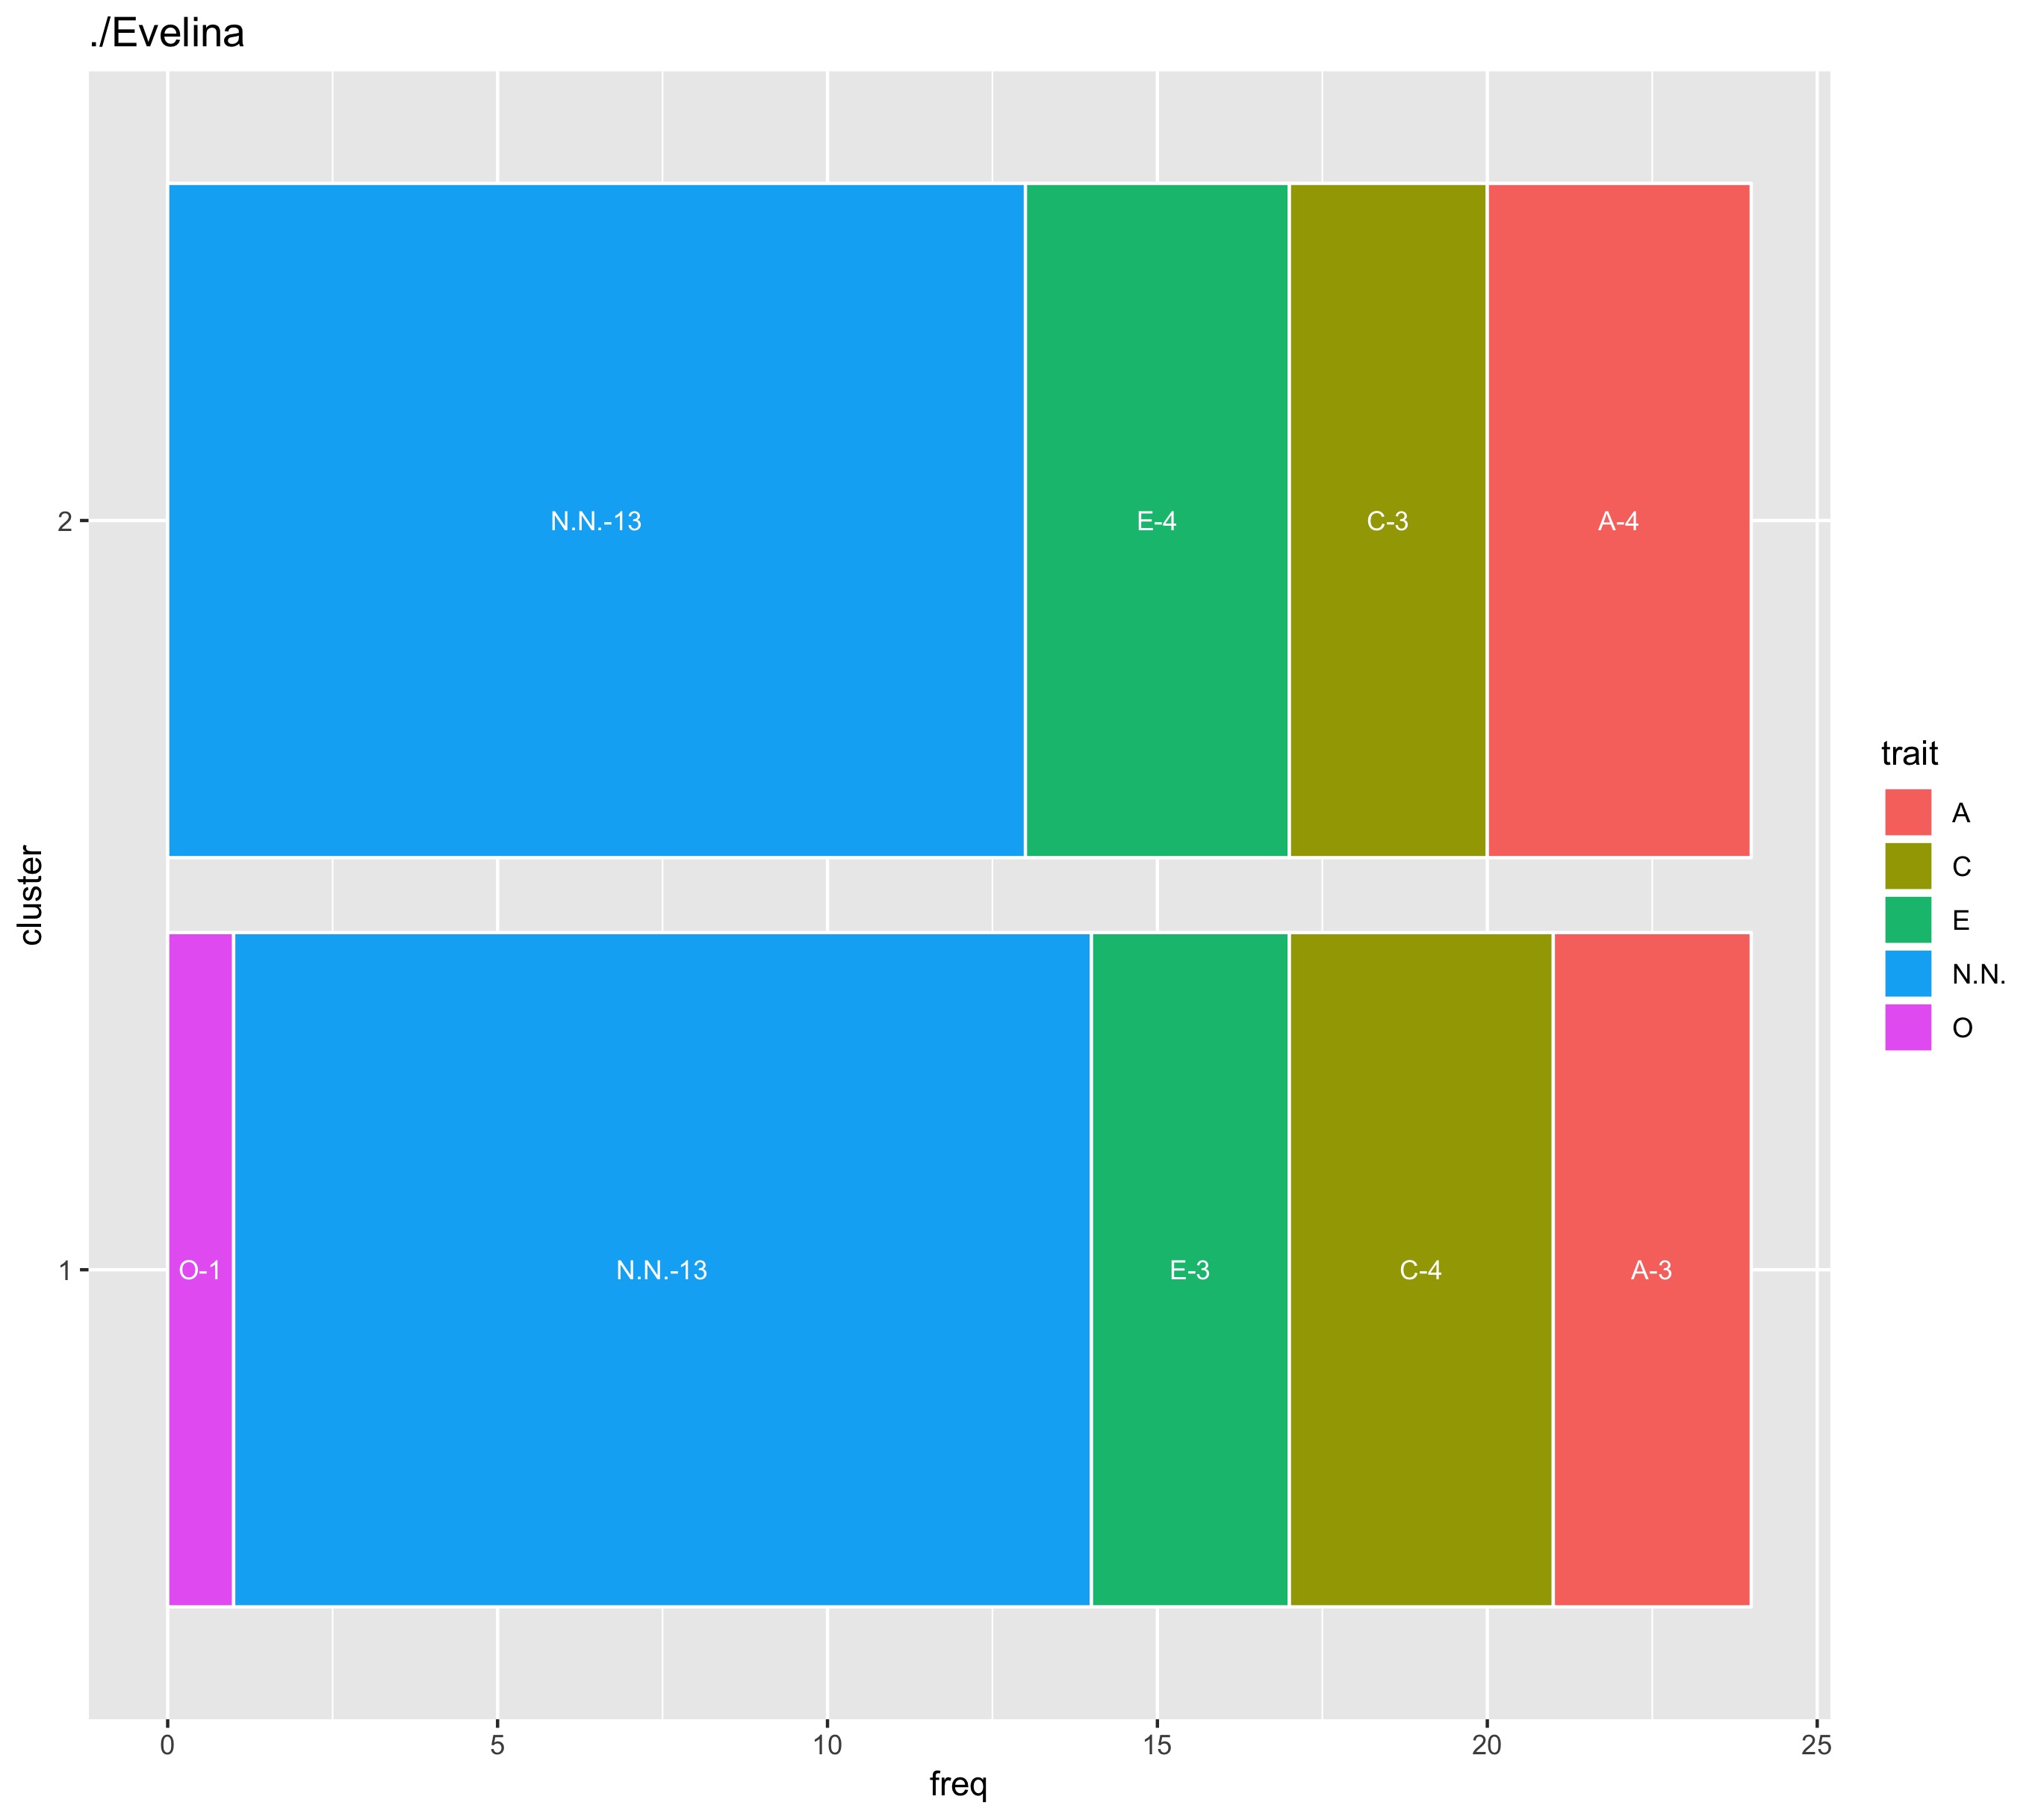 ./Evelina
cluster
2
N.N.-13
E-4
C-3
A-4
1
O-1
N.N.-13
E-3
C-4
A-3
0
5
10
15
20
25
freq
trait
A
C
E
N.N.
O